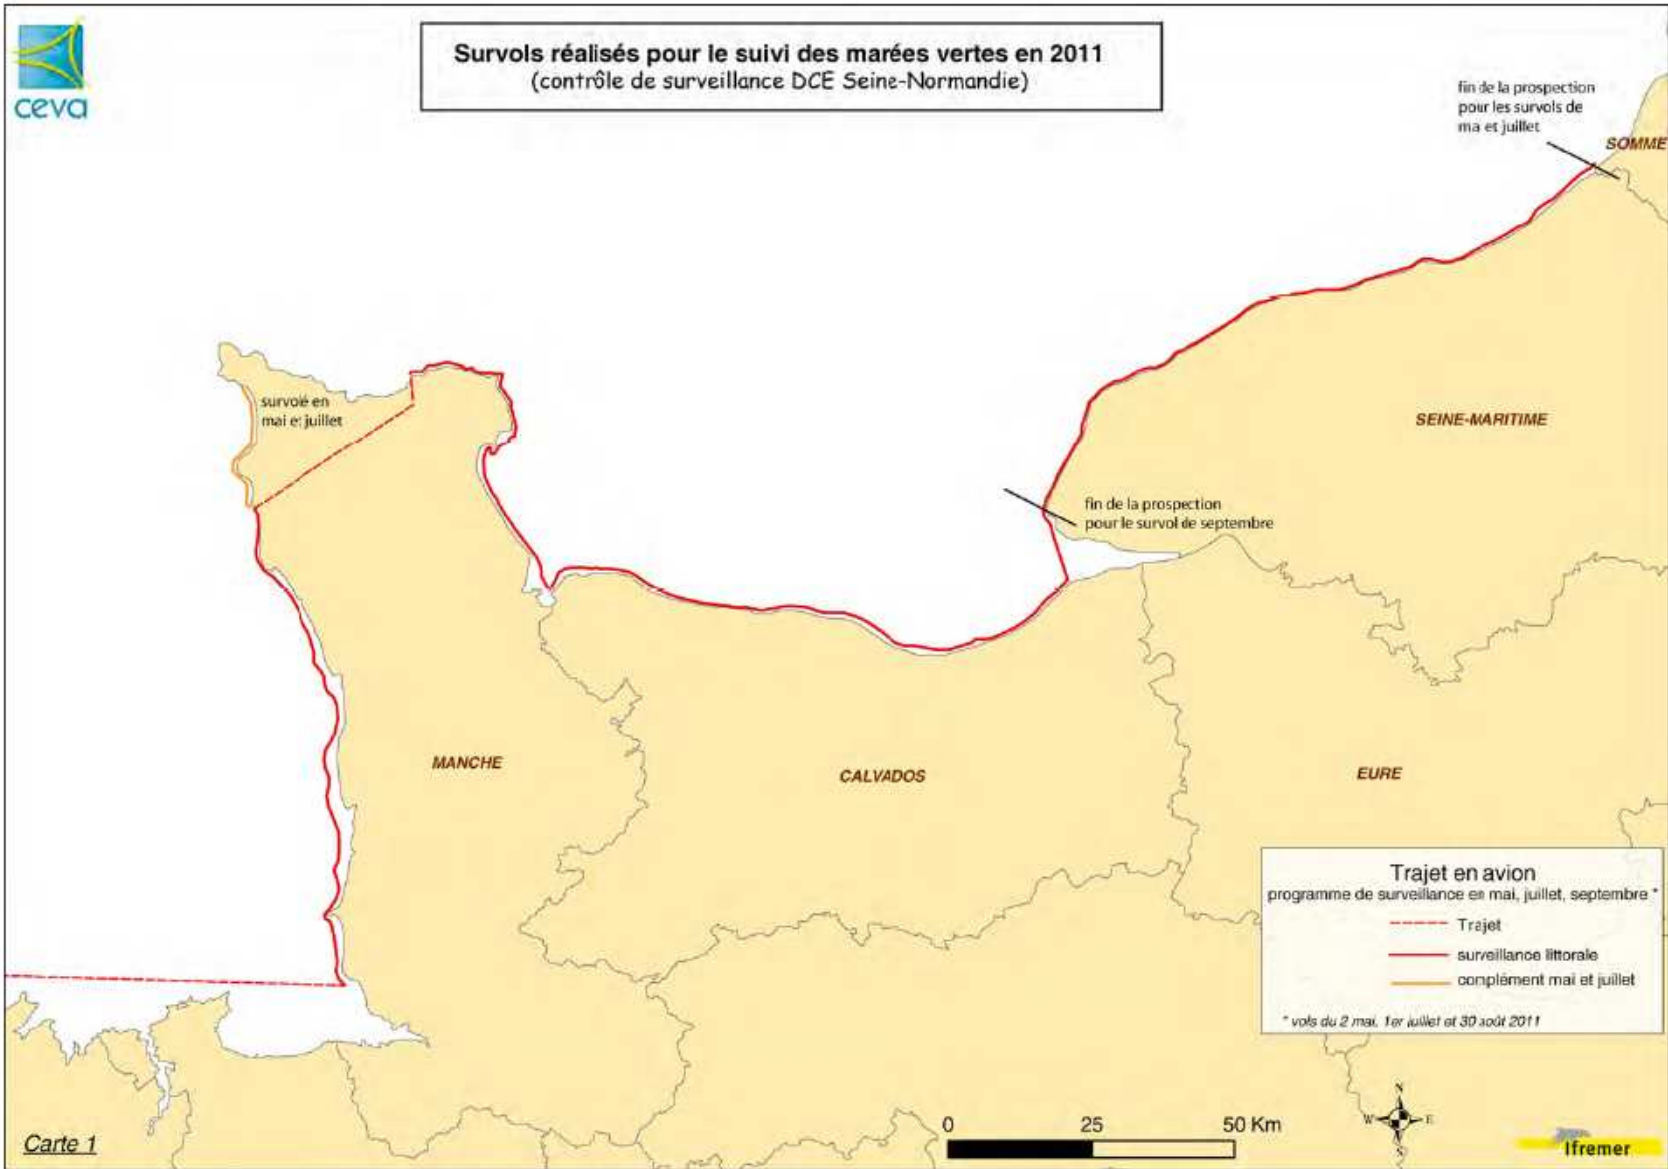 ceva
Survols réalisés pour le suivi des marées vertes en 2011
(contrôle de surveillance DCE Seine-Normandie)
fin de la prospection
pour les survols de
mai et juillet
SOMME
survolé en
mai et juillet
SEINE-MARITIME
fin de la prospection
pour le survol de septembre
MANCHE
CALVADOS
EURE
Trajet en avion
programme de surveillance en mai, juillet, septembre *
Trajet
surveillance littorale
complément mai et juillet
* vols du 2 mai, 1er juillet et 30 août 2011
0 25 50 Km
N
W E
S
Carte 1
Ifremer